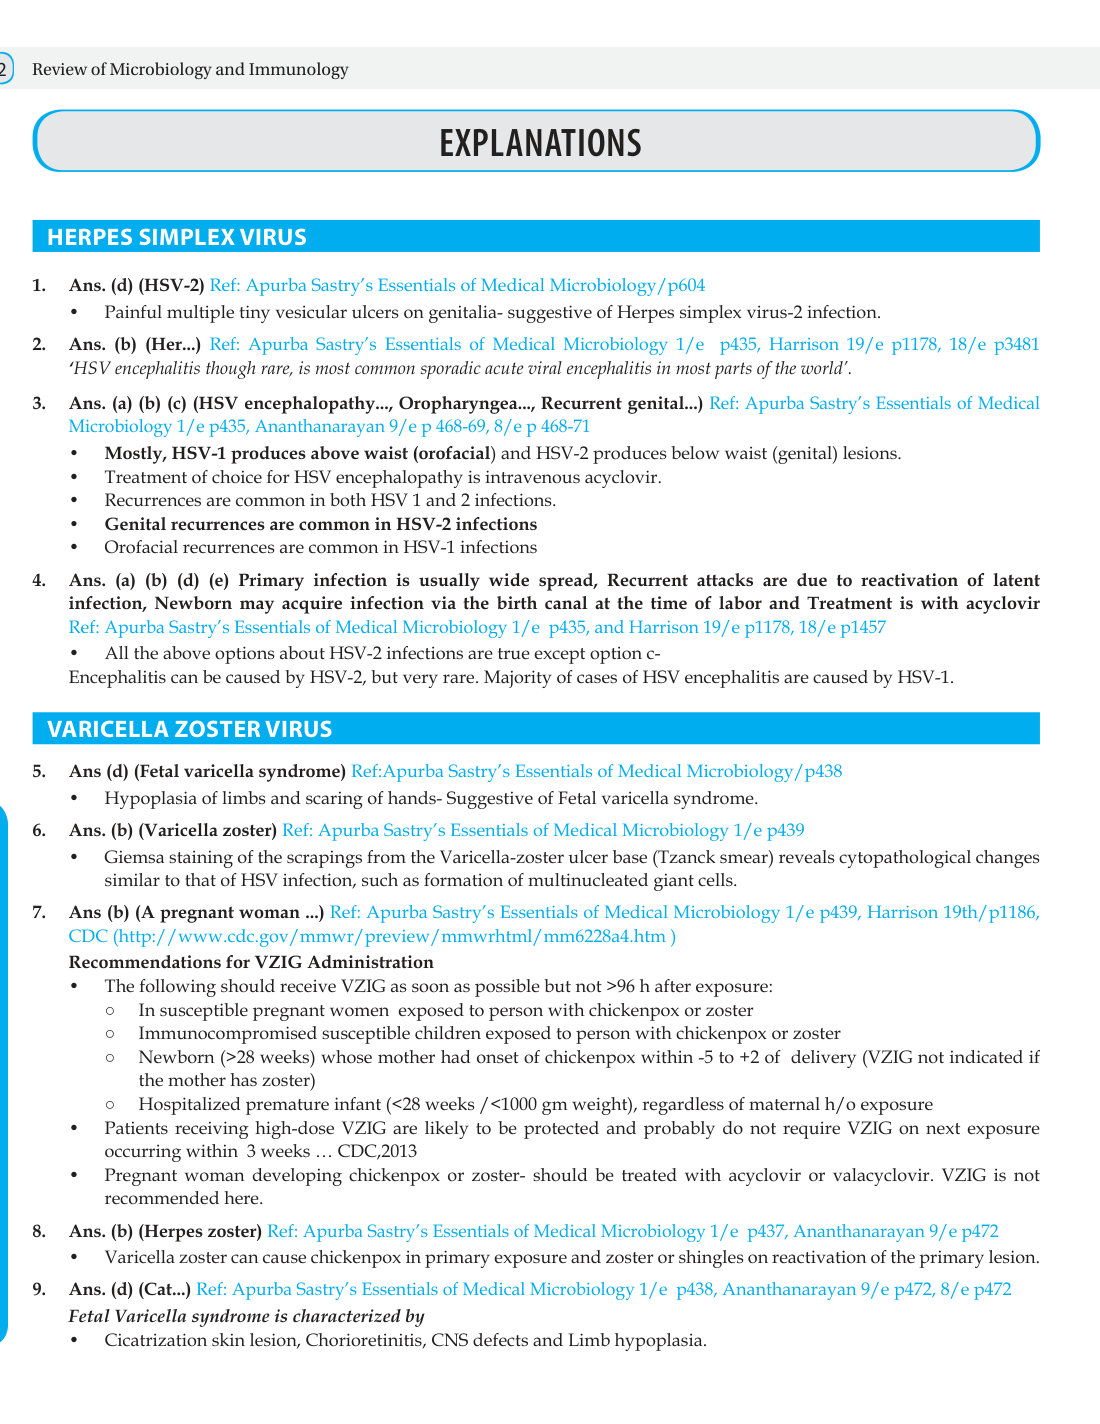 2 Review of Microbiology and Immunology
EXPLANATIONS
HERPES SIMPLEX VIRUS
1. Ans. (d) (HSV-2) Ref: Apurba Sastry's Essentials of Medical Microbiology/p604
• Painful multiple tiny vesicular ulcers on genitalia- suggestive of Herpes simplex virus-2 infection.
2. Ans. (b) (Her...) Ref: Apurba Sastry's Essentials of Medical Microbiology 1/e p435, Harrison 19/e p1178, 18/e p3481
'HSV encephalitis though rare, is most common sporadic acute viral encephalitis in most parts of the world'.
3. Ans. (a) (b) (c) (HSV encephalopathy..., Oropharyngea..., Recurrent genital...) Ref: Apurba Sastry's Essentials of Medical
Microbiology 1/e p435, Ananthanarayan 9/e p 468-69, 8/e p 468-71
• Mostly, HSV-1 produces above waist (orofacial) and HSV-2 produces below waist (genital) lesions.
• Treatment of choice for HSV encephalopathy is intravenous acyclovir.
• Recurrences are common in both HSV 1 and 2 infections.
• Genital recurrences are common in HSV-2 infections
• Orofacial recurrences are common in HSV-1 infections
4. Ans. (a) (b) (d) (e) Primary infection is usually wide spread, Recurrent attacks are due to reactivation of latent
infection, Newborn may acquire infection via the birth canal at the time of labor and Treatment is with acyclovir
Ref: Apurba Sastry's Essentials of Medical Microbiology 1/e p435, and Harrison 19/e p1178, 18/e p1457
• All the above options about HSV-2 infections are true except option c-
Encephalitis can be caused by HSV-2, but very rare. Majority of cases of HSV encephalitis are caused by HSV-1.
VARICELLA ZOSTER VIRUS
5. Ans (d) (Fetal varicella syndrome) Ref:Apurba Sastry's Essentials of Medical Microbiology/p438
• Hypoplasia of limbs and scaring of hands- Suggestive of Fetal varicella syndrome.
6. Ans. (b) (Varicella zoster) Ref: Apurba Sastry's Essentials of Medical Microbiology 1/e p439
• Giemsa staining of the scrapings from the Varicella-zoster ulcer base (Tzanck smear) reveals cytopathological changes
similar to that of HSV infection, such as formation of multinucleated giant cells.
7. Ans (b) (A pregnant woman ...) Ref: Apurba Sastry's Essentials of Medical Microbiology 1/e p439, Harrison 19th/p1186,
CDC (http://www.cdc.gov/mmwr/preview/mmwrhtml/mm6228a4.htm )
Recommendations for VZIG Administration
• The following should receive VZIG as soon as possible but not >96 h after exposure:
○ In susceptible pregnant women exposed to person with chickenpox or zoster
○ Immunocompromised susceptible children exposed to person with chickenpox or zoster
○ Newborn (>28 weeks) whose mother had onset of chickenpox within -5 to +2 of delivery (VZIG not indicated if
the mother has zoster)
○ Hospitalized premature infant (<28 weeks /<1000 gm weight), regardless of maternal h/o exposure
• Patients receiving high-dose VZIG are likely to be protected and probably do not require VZIG on next exposure
occurring within 3 weeks … CDC,2013
• Pregnant woman developing chickenpox or zoster- should be treated with acyclovir or valacyclovir. VZIG is not
recommended here.
8. Ans. (b) (Herpes zoster) Ref: Apurba Sastry's Essentials of Medical Microbiology 1/e p437, Ananthanarayan 9/e p472
• Varicella zoster can cause chickenpox in primary exposure and zoster or shingles on reactivation of the primary lesion.
9. Ans. (d) (Cat...) Ref: Apurba Sastry's Essentials of Medical Microbiology 1/e p438, Ananthanarayan 9/e p472, 8/e p472
Fetal Varicella syndrome is characterized by
• Cicatrization skin lesion, Chorioretinitis, CNS defects and Limb hypoplasia.